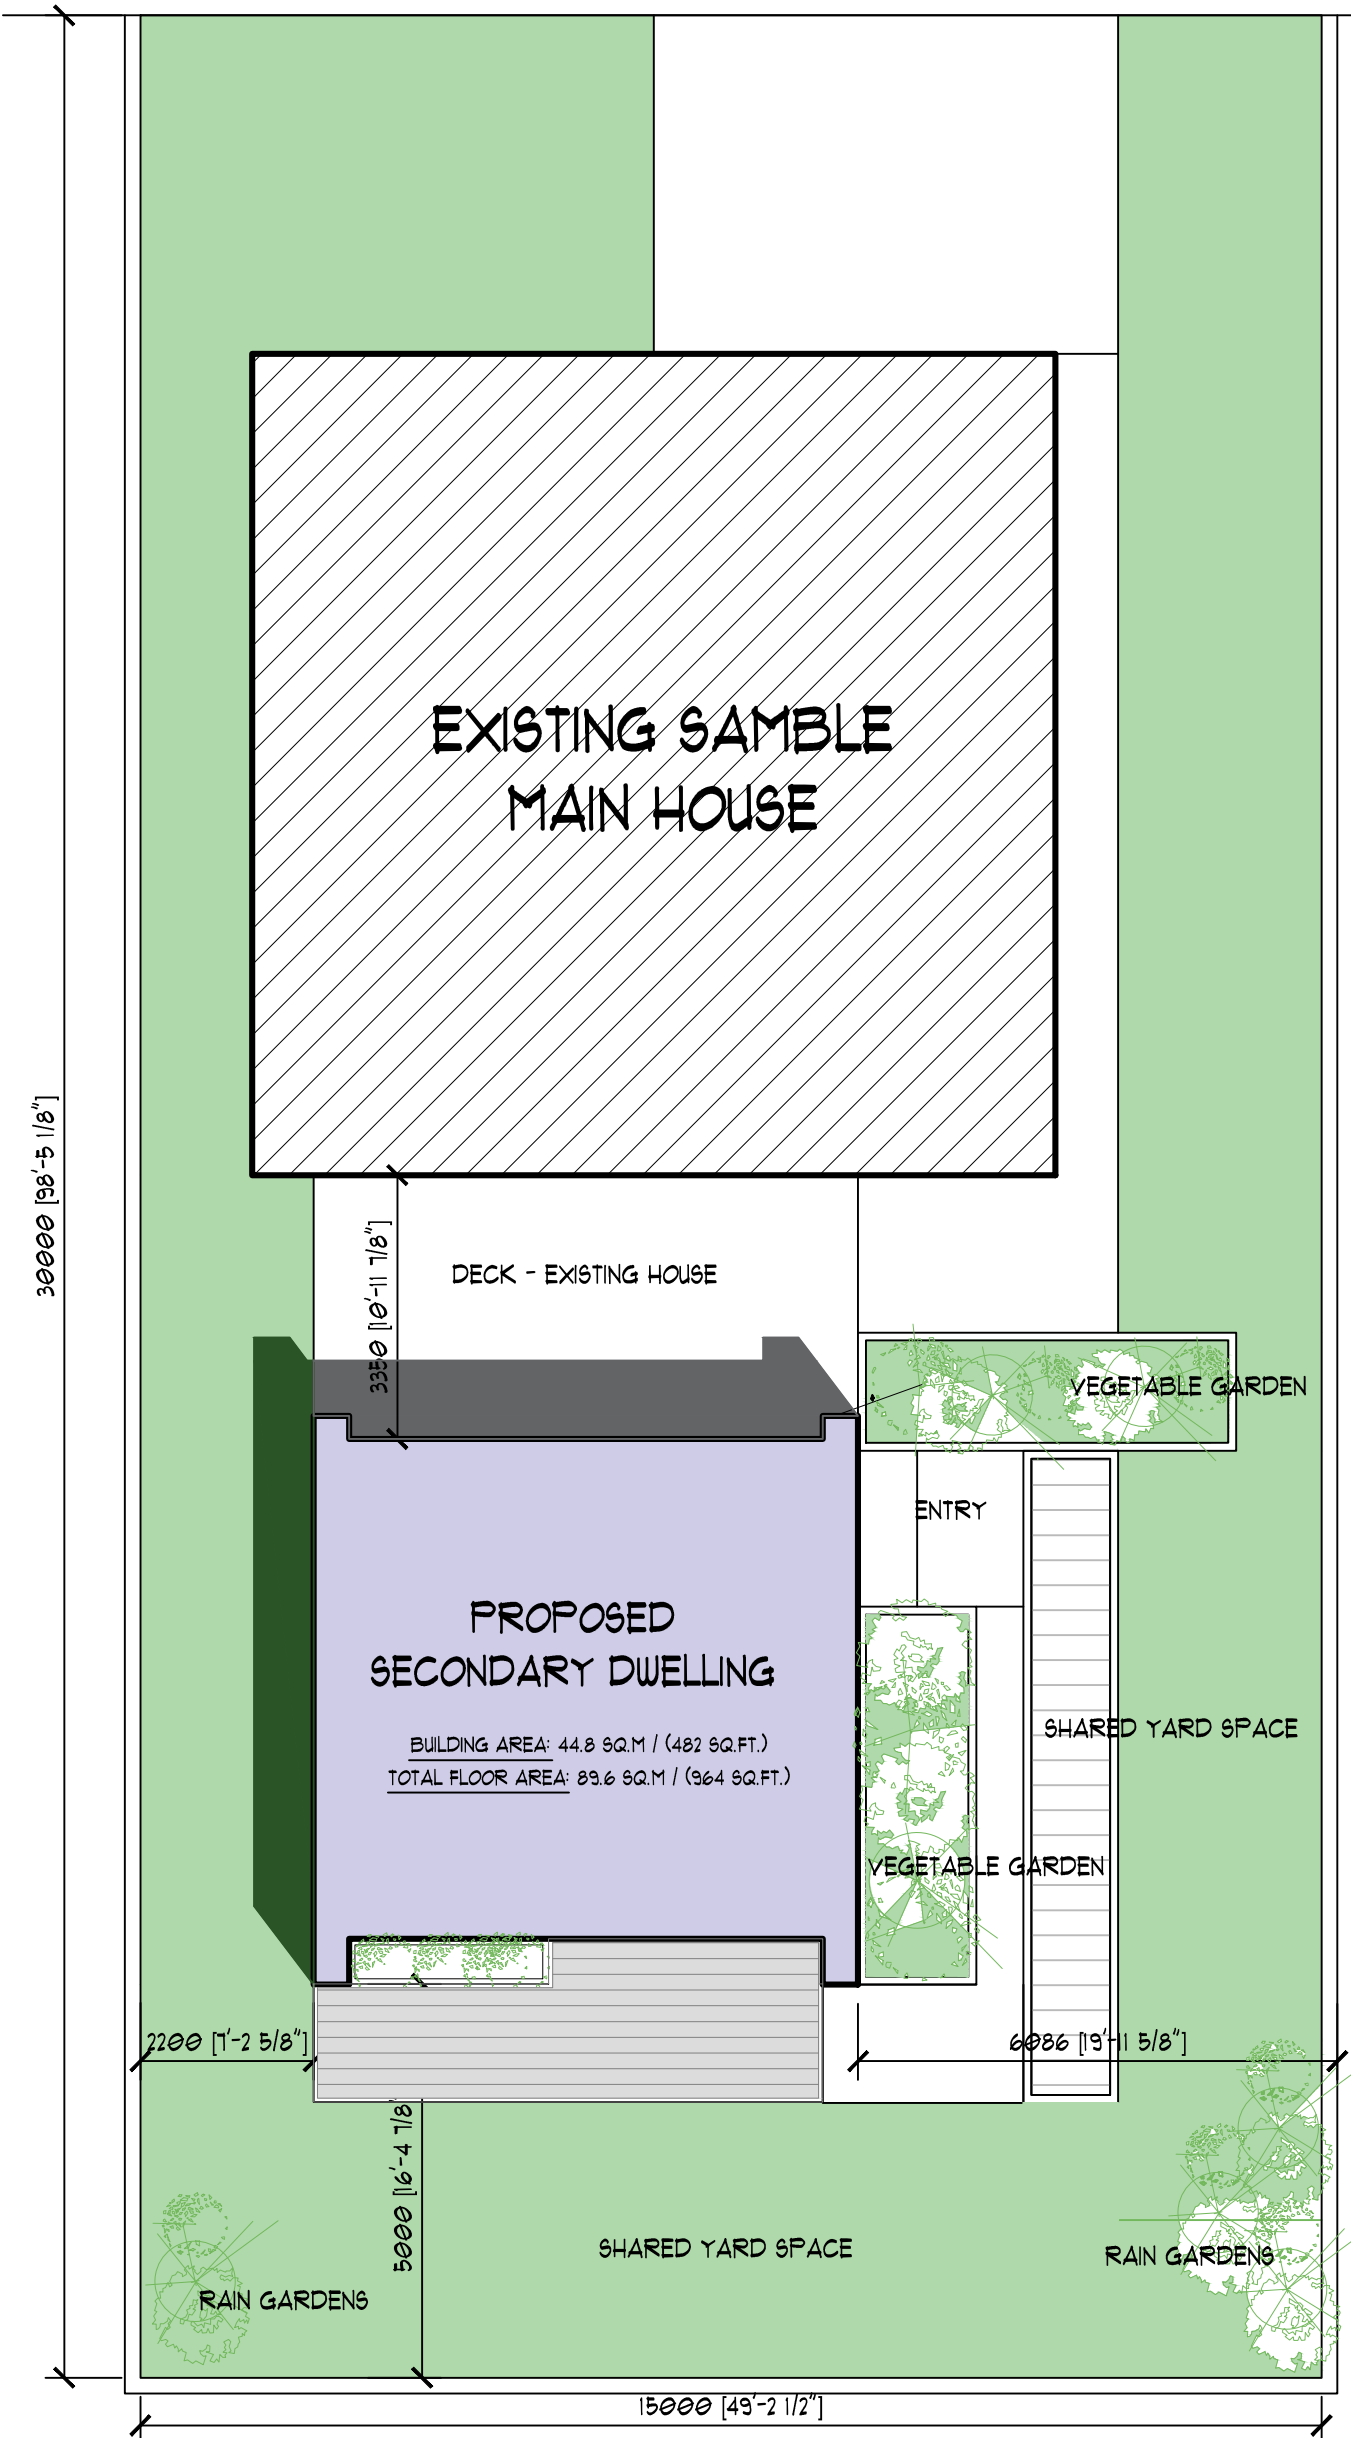 EXISTING SAMBLE
MAIN HOUSE
30000 [98'-5 1/8"]
3350 [10'-11 7/8"]
DECK - EXISTING HOUSE
VEGETABLE GARDEN
ENTRY
PROPOSED
SECONDARY DWELLING
SHARED YARD SPACE
BUILDING AREA: 44.8 SQ.M / (482 SQ.FT.)
TOTAL FLOOR AREA: 89.6 SQ.M / (964 SQ.FT.)
VEGETABLE GARDEN
2200 [7'-2 5/8"]
6086 [19'-11 5/8"]
5000 [16'-4 7/8
SHARED YARD SPACE
RAIN GARDENS
RAIN GARDENS
15000 [49'-2 1/2"]